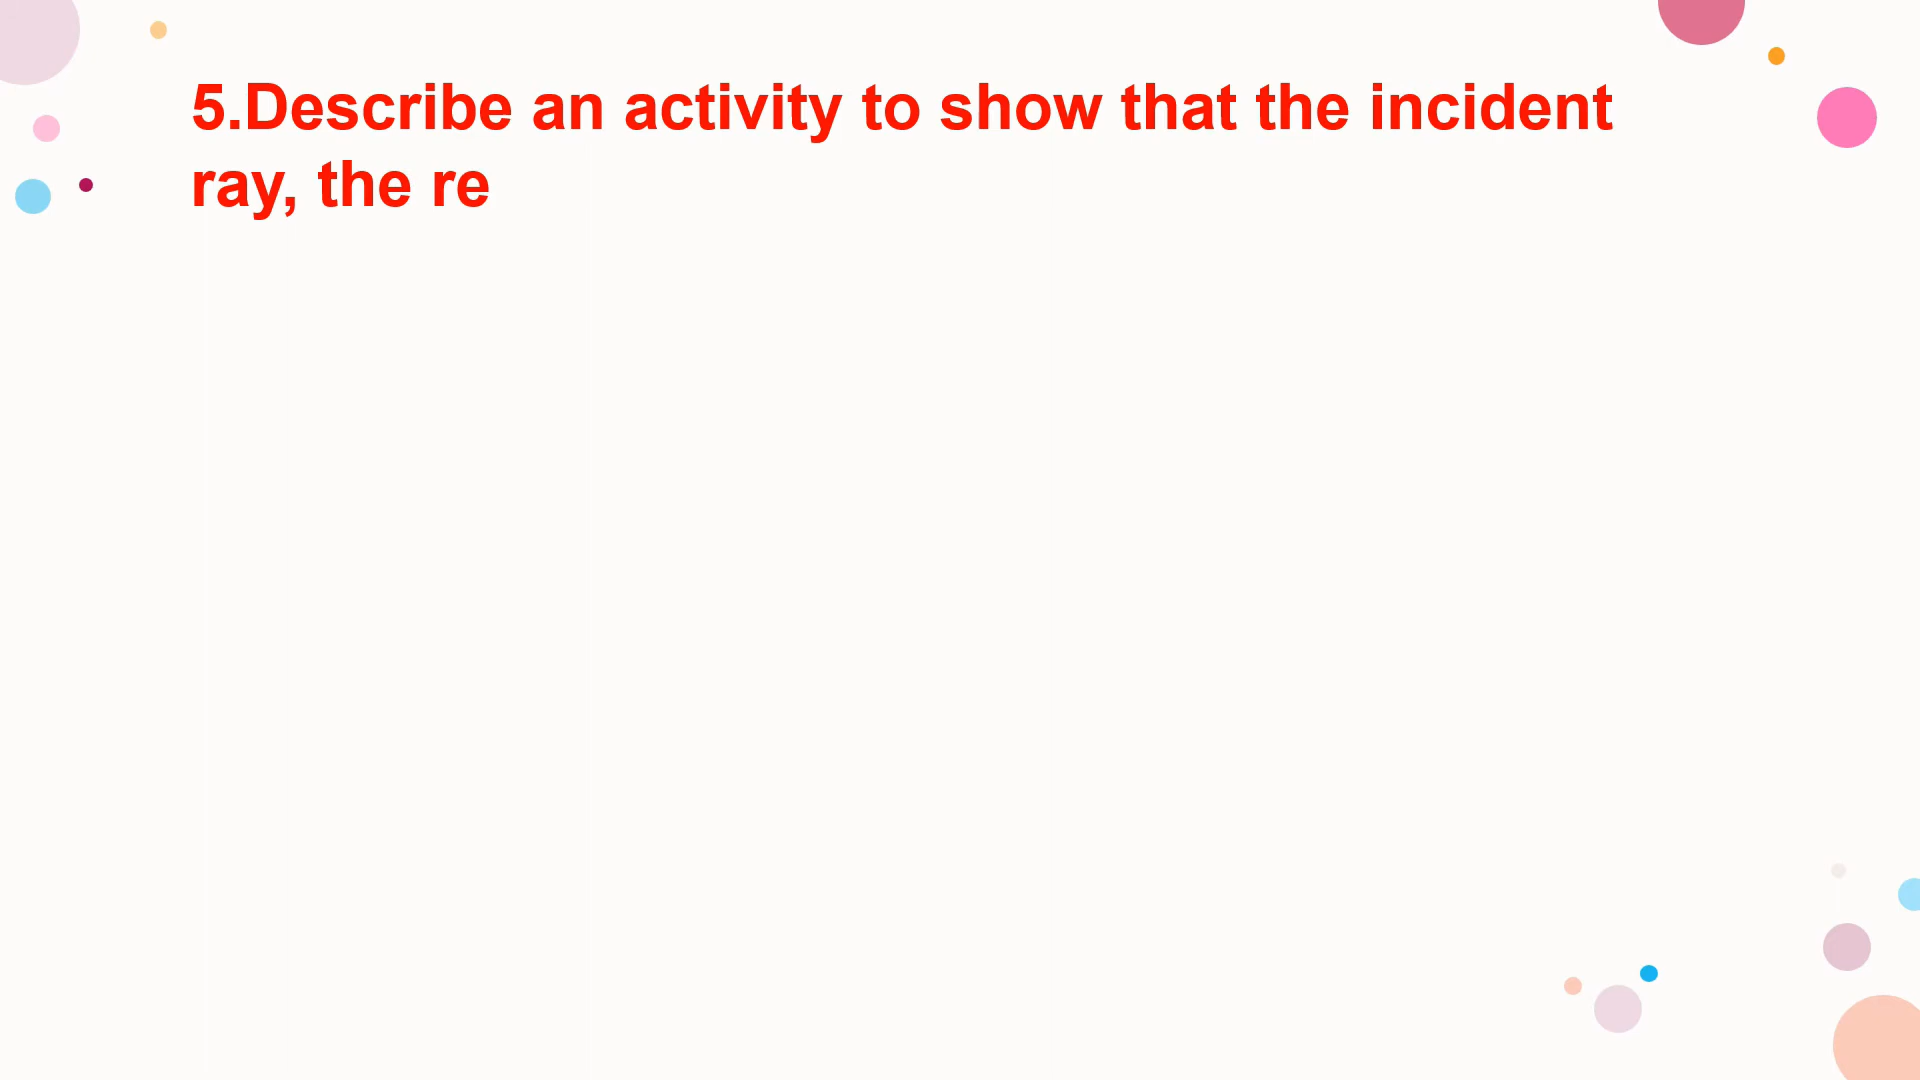 5.Describe an activity to show that the incident
ray, the re